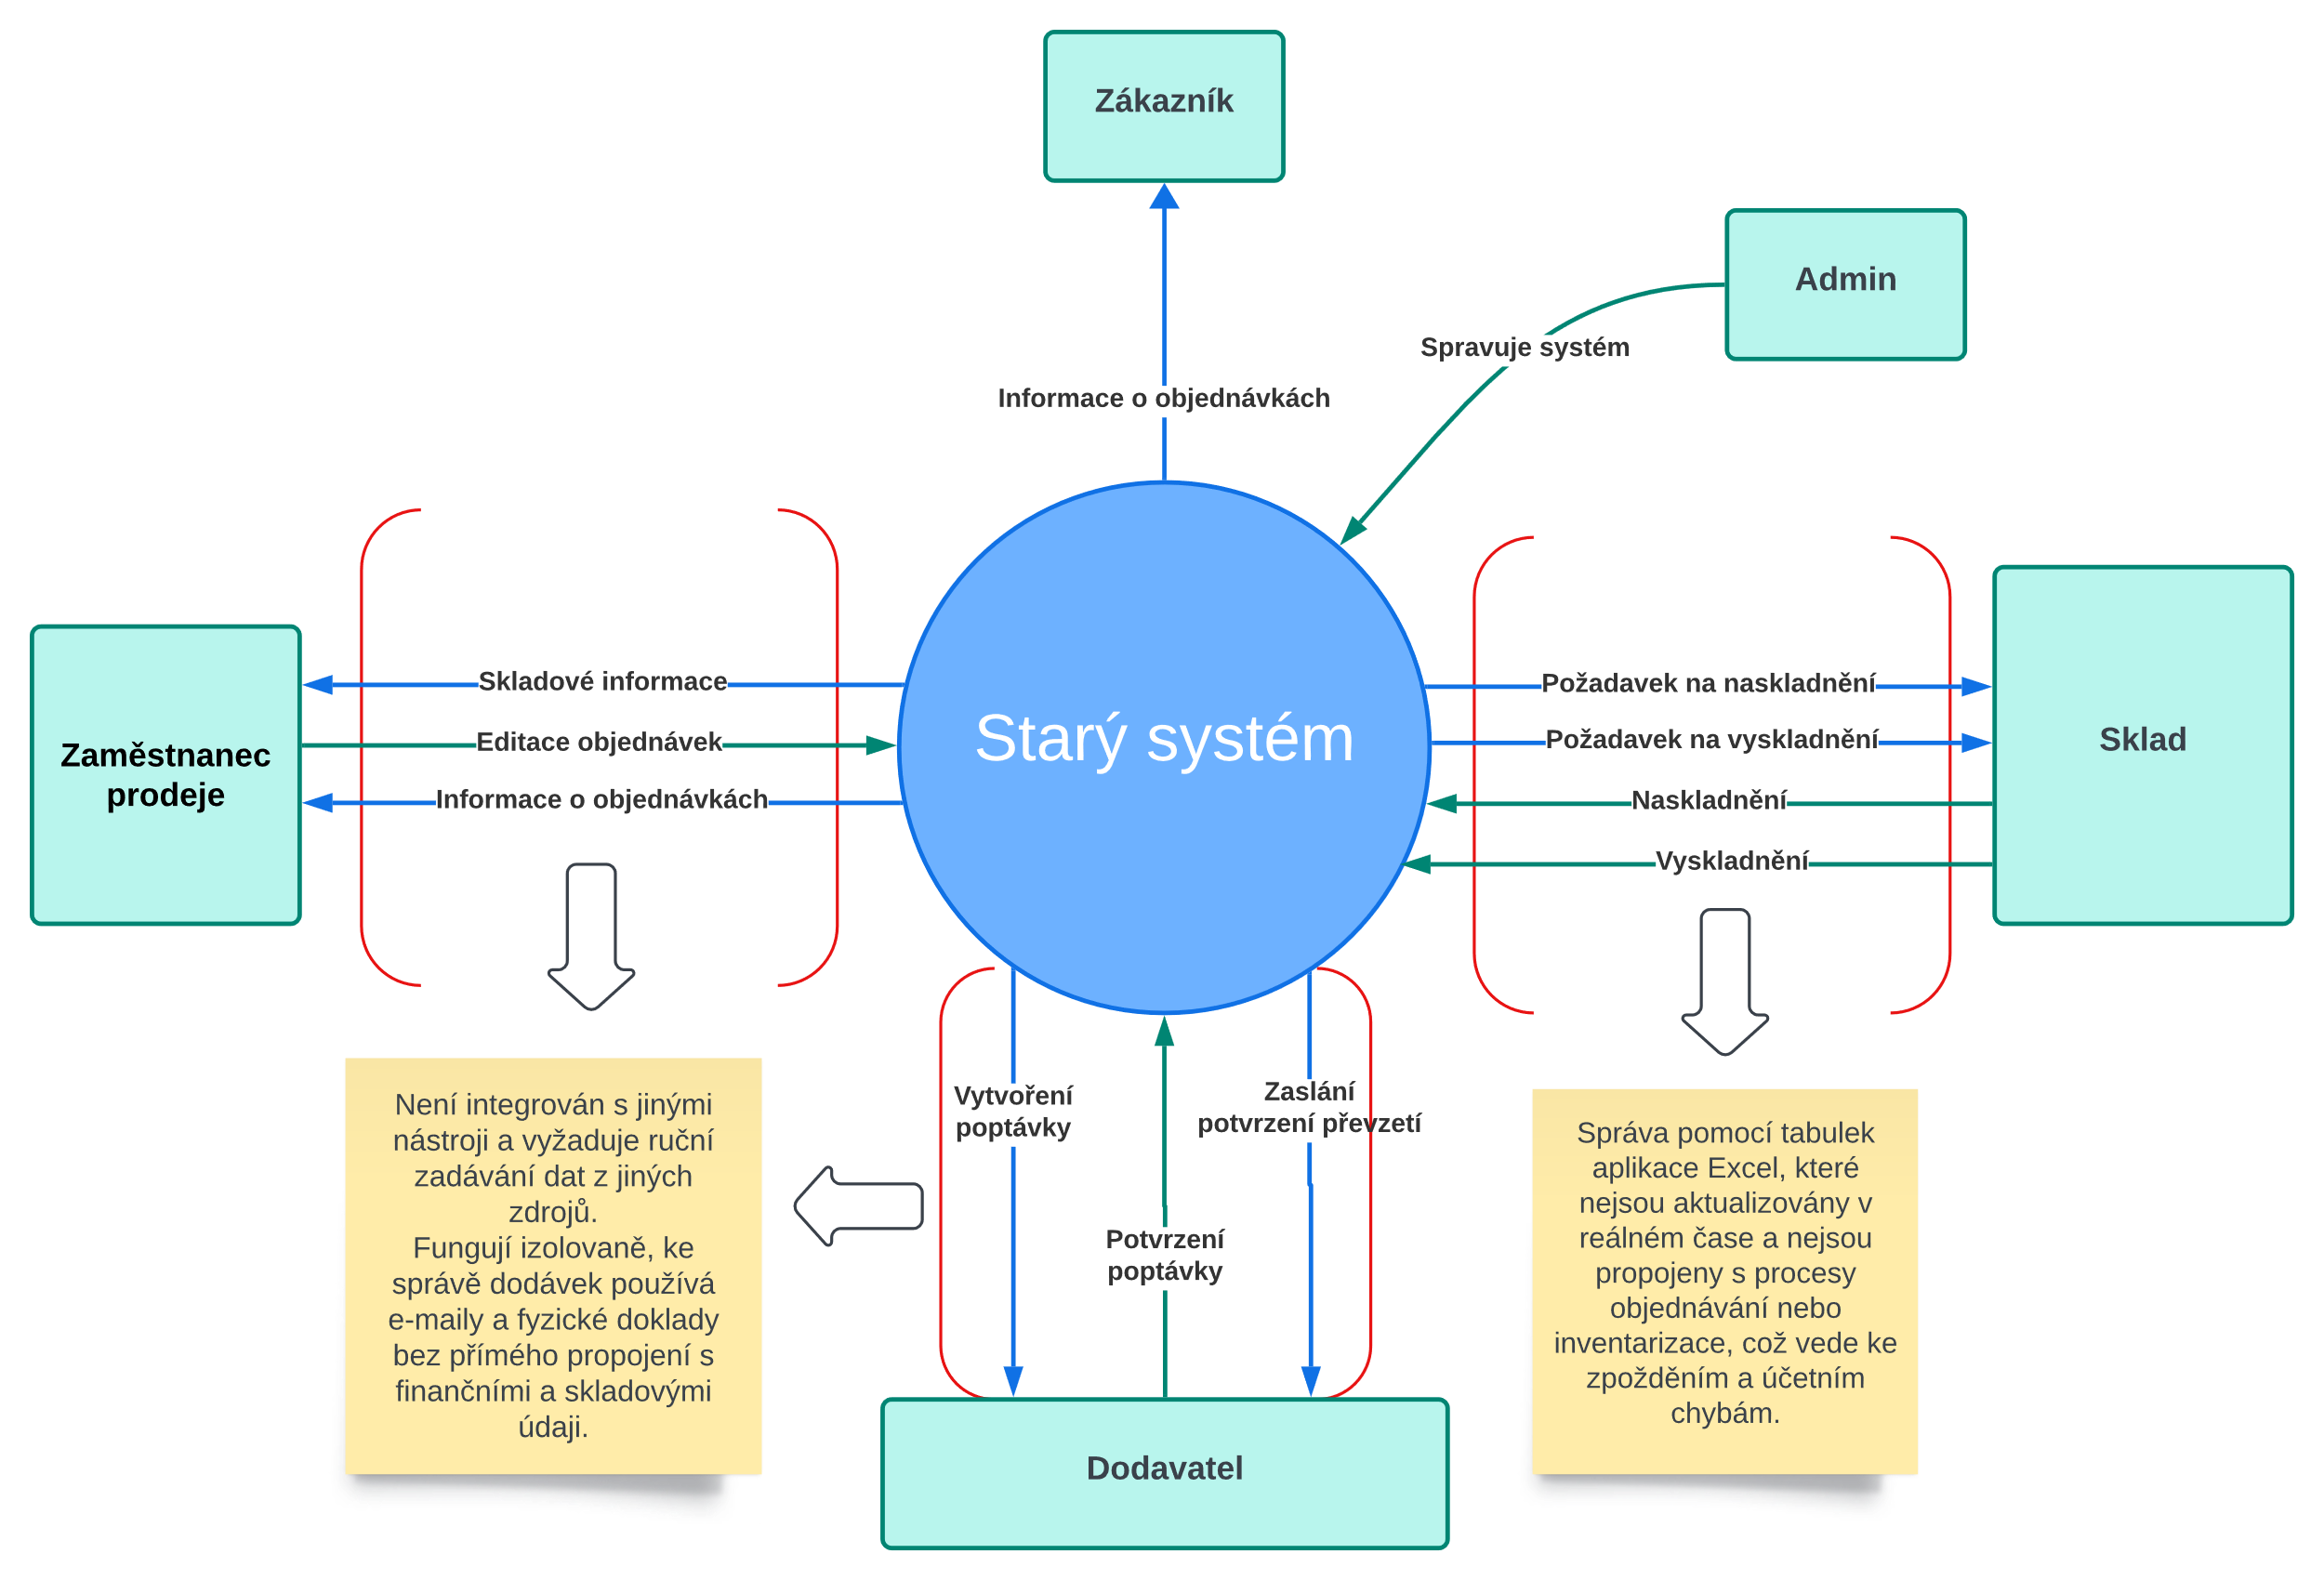 Zákazník
Admin
Spravuje systém
Informace o objednávkách
Skladové informace
Editace objednávek
Informace o objednávkách
Zaměstnanec
prodeje
Starý systém
Požadavek na naskladnění
Požadavek na vyskladnění
Naskladnění
Vyskladnění
Sklad
Není integrován s jinými
nástroji a vyžaduje ruční
zadávání dat z jiných
zdrojů.
Fungují izolovaně, ke
správě dodávek používá
e-maily a fyzické doklady
bez přímého propojení s
finančními a skladovými
údaji.
Vytvoření
poptávky
Zaslání
potvrzení převzetí
Potvrzení
poptávky
Správa pomocí tabulek
aplikace Excel, které
nejsou aktualizovány v
reálném čase a nejsou
propojeny s procesy
objednávání nebo
inventarizace, což vede ke
zpožděním a účetním
chybám.
Dodavatel